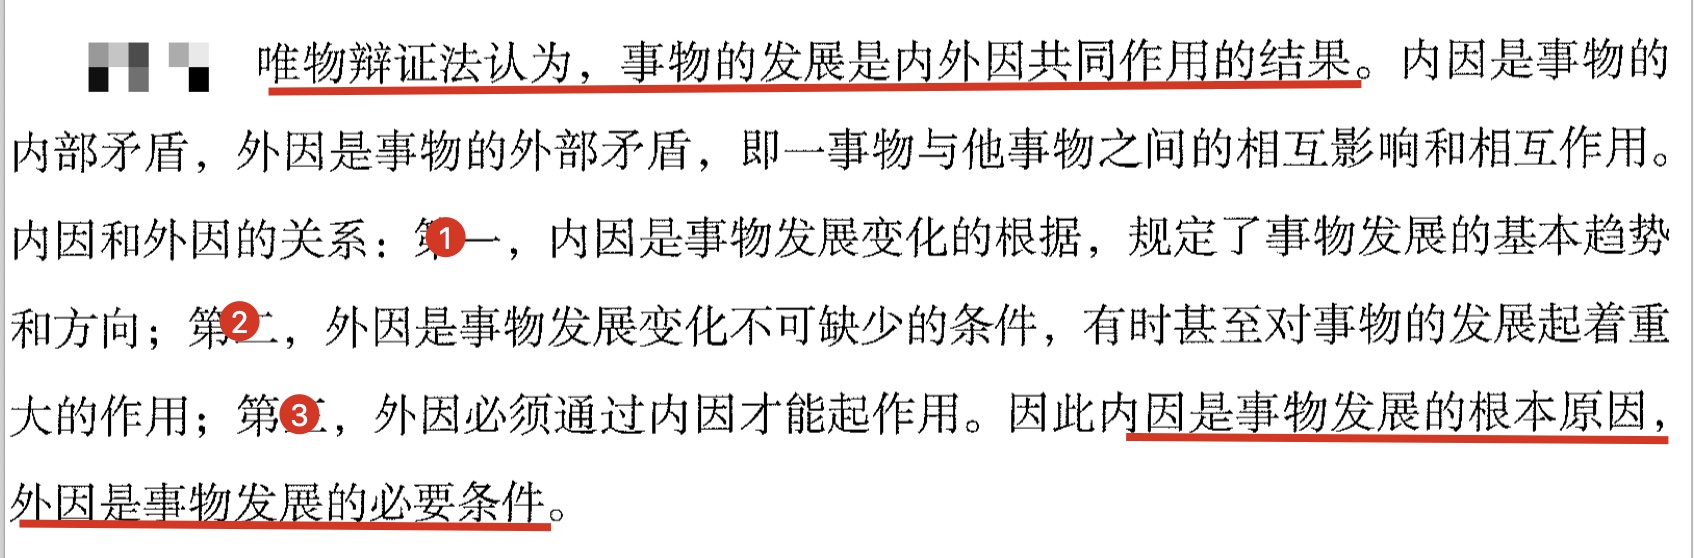 唯物辩证法认为，事物的发展是内外因共同作用的结果。内因是事物的
内部矛盾，外因是事物的外部矛盾，即一事物与他事物之间的相互影响和相互作用。
内因和外因的关系：第1一，内因是事物发展变化的根据，规定了事物发展的基本趋势
和方向；第2二，外因是事物发展变化不可缺少的条件，有时甚至对事物的发展起着重
大的作用；第3，外因必须通过内因才能起作用。因此内因是事物发展的根本原因，
外因是事物发展的必要条件。